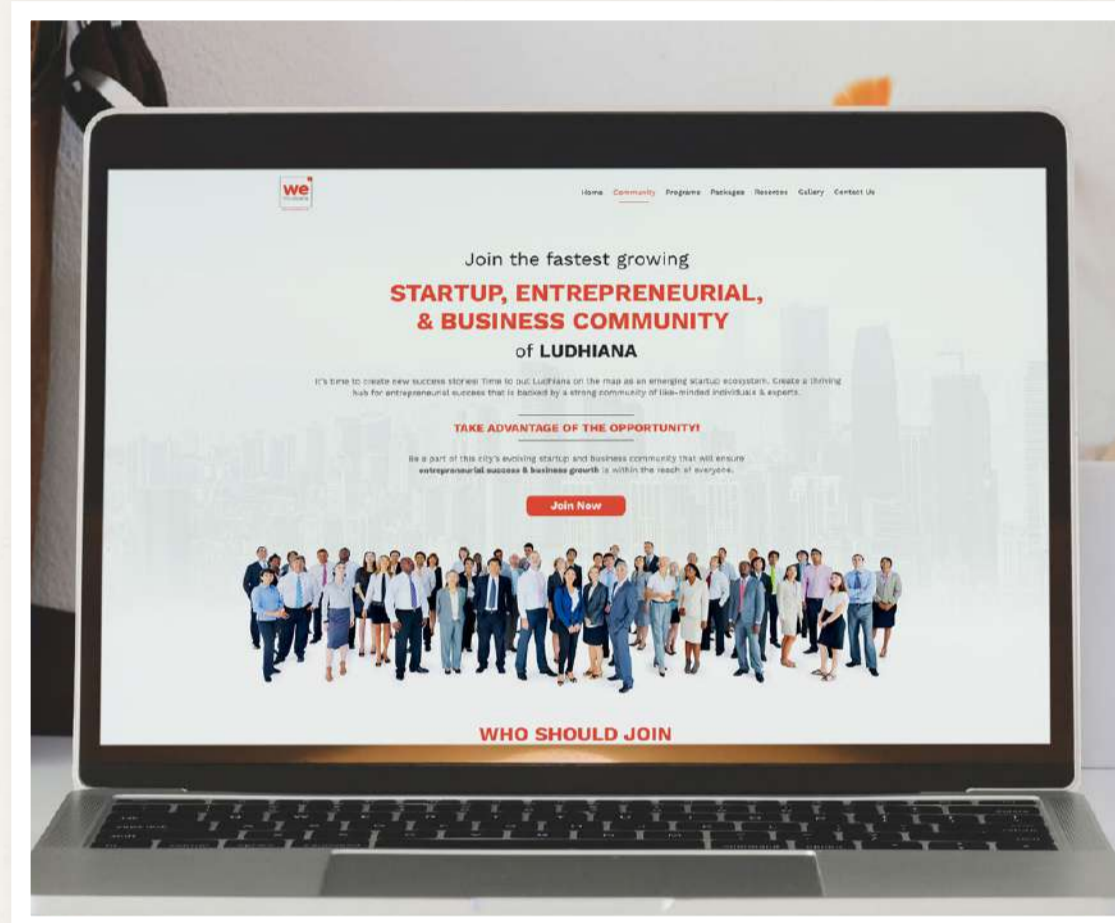 we
Home Community Programs Packages Resources Gallery Contact Us
Join the fastest growing
STARTUP, ENTREPRENEURIAL,
& BUSINESS COMMUNITY
of LUDHIANA
It's time to create new success stories! Time to put Ludhiana on the map as an emerging startup ecosystem. Create a thriving
hub for entrepreneurial success that is backed by a strong community of like-minded individuals & experts.
TAKE ADVANTAGE OF THE OPPORTUNITY!
Be a part of this city's evolving startup and business community that will ensure
entrepreneurial success & business growth is within the reach of everyone.
Join Now
WHO SHOULD JOIN